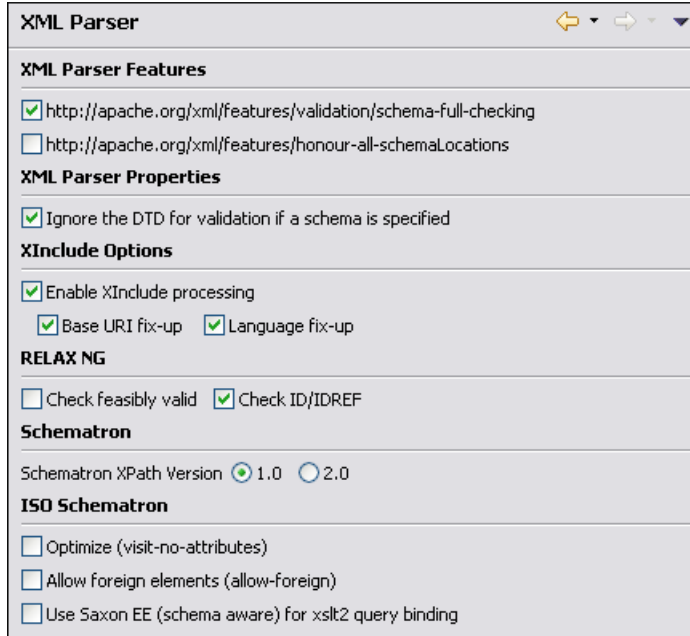 XML Parser
XML Parser Features
http://apache.org/xml/features/validation/schema-full-checking
http://apache.org/xml/features/honour-all-schemaLocations
XML Parser Properties
Ignore the DTD for validation if a schema is specified
XInclude Options
Enable XInclude processing
Base URI fix-up Language fix-up
RELAX NG
Check feasibly valid Check ID/IDREF
Schematron
Schematron XPath Version 1.0 2.0
ISO Schematron
Optimize (visit-no-attributes)
Allow foreign elements (allow-foreign)
Use Saxon EE (schema aware) for xslt2 query binding